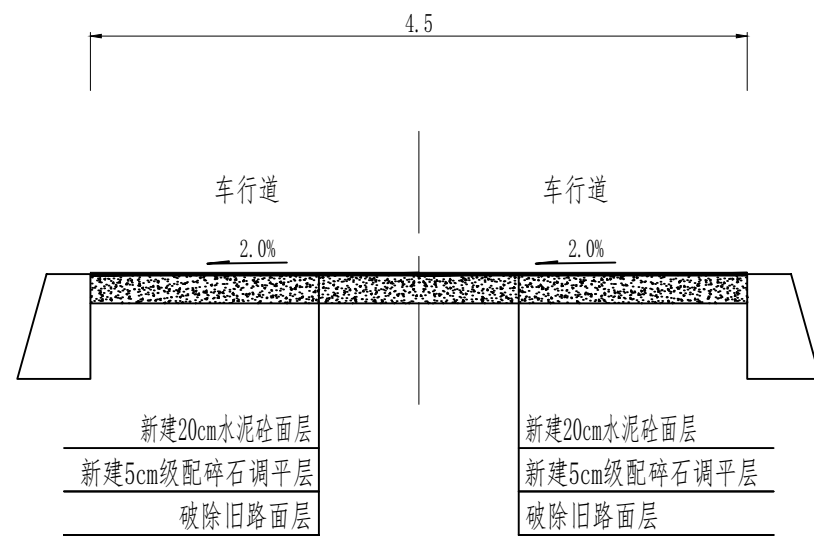 4.5
车行道 车行道
2.0% 2.0%
新建20cm水泥砼面层 新建20cm水泥砼面层
新建5cm级配碎石调平层 新建5cm级配碎石调平层
破除旧路面层 破除旧路面层